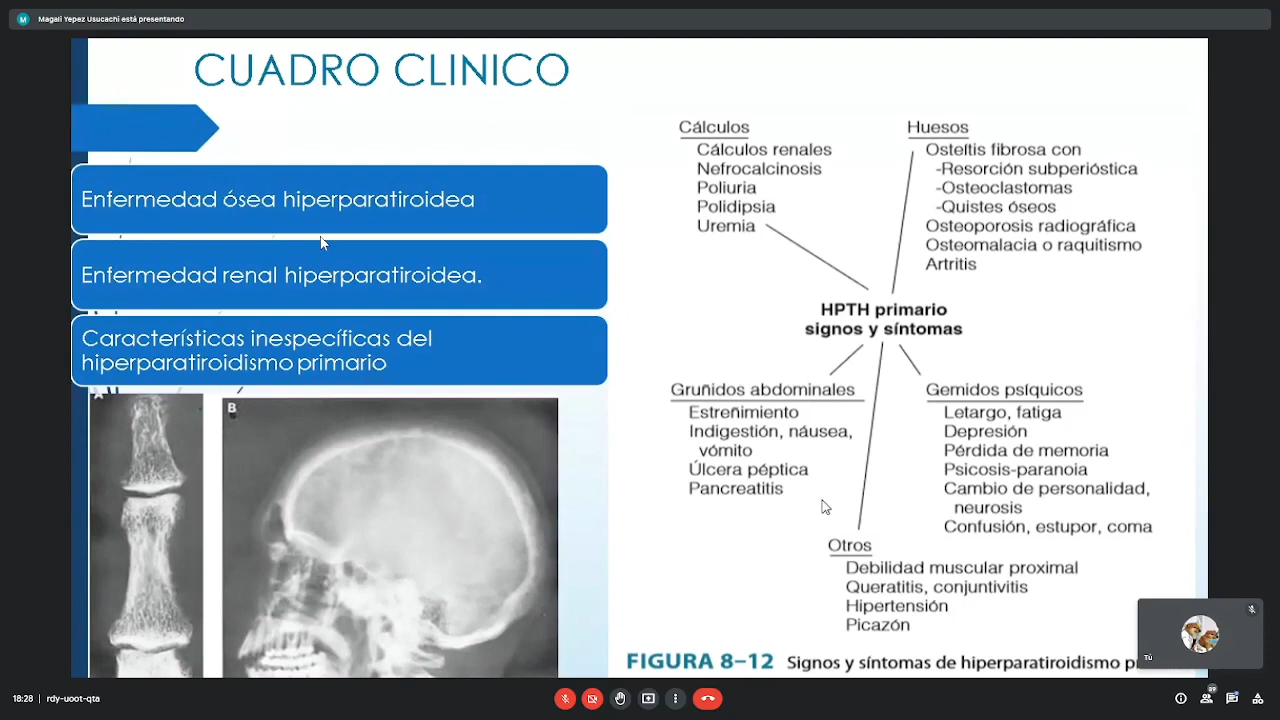 Magali Yepez Usucachi está presentando
CUADRO CLINICO
Enfermedad ósea hiperparatiroidea
Enfermedad renal hiperparatiroidea.
Características inespecíficas del
hiperparatiroidismo primario
A
B
Cálculos
Cálculos renales
Nefrocalcinosis
Poliuria
Polidipsia
Uremia
Huesos
Osteítis fibrosa con
-Resorción subperióstica
-Osteoclastomas
-Quistes óseos
Osteoporosis radiográfica
Osteomalacia o raquitismo
Artritis
HPTH primario
signos y síntomas
Gruñidos abdominales
Estreñimiento
Indigestión, náusea,
vómito
Úlcera péptica
Pancreatitis
Gemidos psíquicos
Letargo, fatiga
Depresión
Pérdida de memoria
Psicosis-paranoia
Cambio de personalidad,
neurosis
Confusión, estupor, coma
Otros
Debilidad muscular proximal
Queratitis, conjuntivitis
Hipertensión
Picazón
FIGURA 8–12 Signos y síntomas de hiperparatiroidismo
Tú
18:28 rdy-uoot-qta